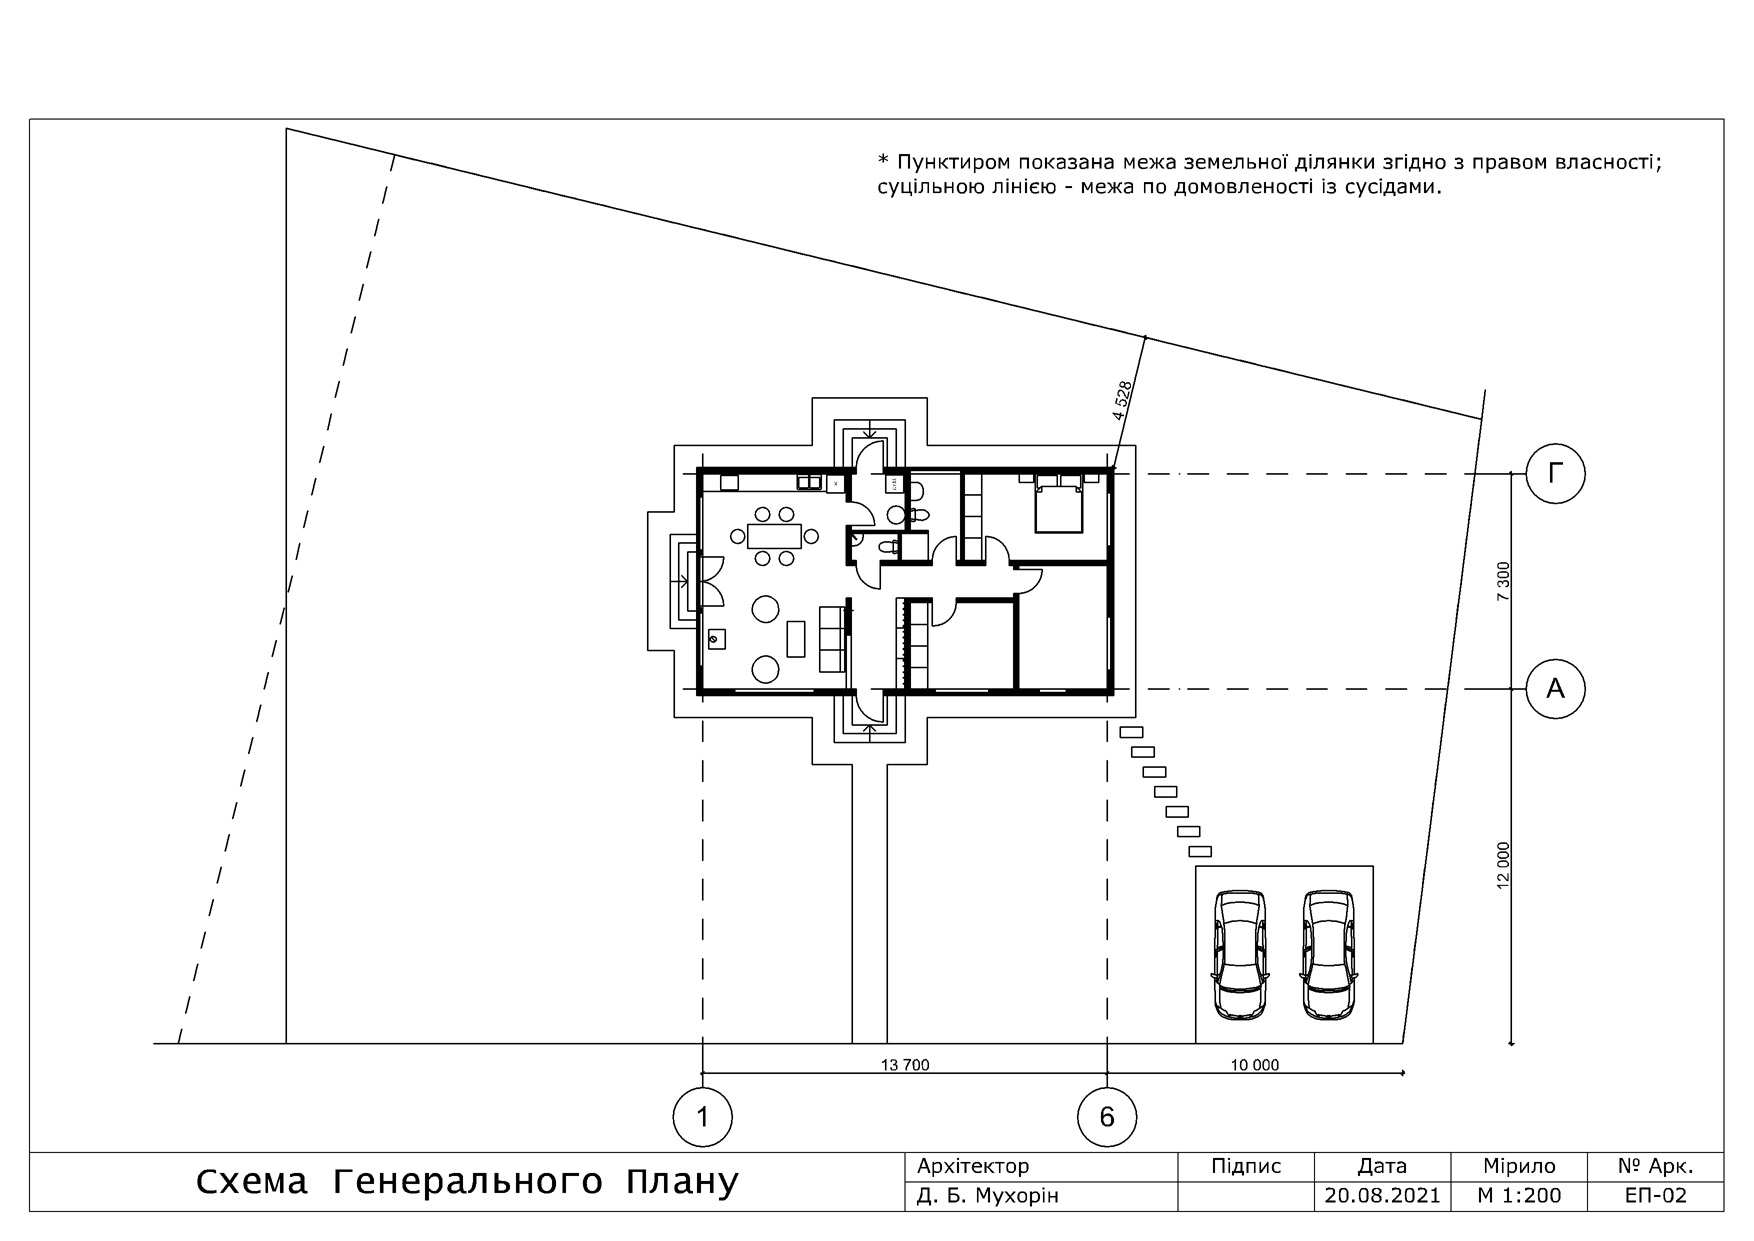 * Пунктиром показана межа земельної ділянки згідно з правом власності;
суцільною лінією - межа по домовленості із сусідами.
4 528
Г
7 300
А
12 000
13 700
10 000
1
6
Схема Генерального Плану
Архітектор
Підпис
Дата
Мірило
№ Арк.
Д. Б. Мухорін
20.08.2021
М 1:200
ЕП-02